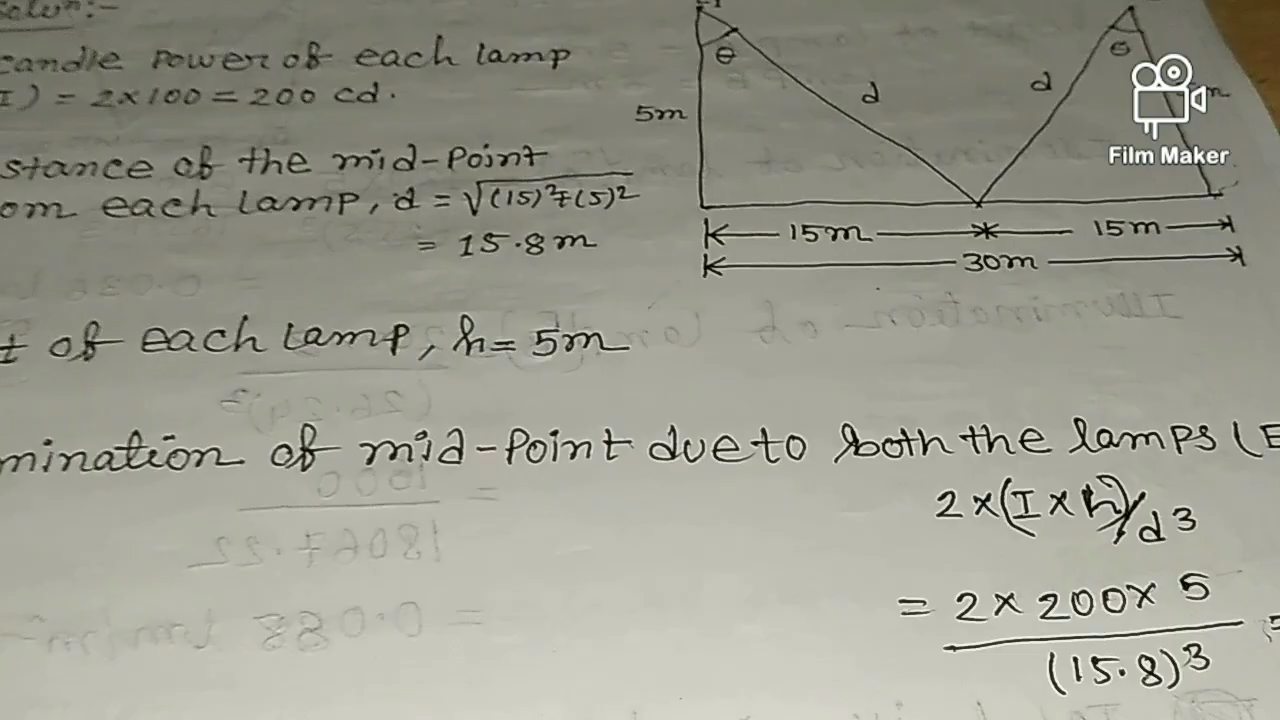 candle Power of each lamp
I) = 2×100 = 200 cd.
stance of the mid-Point
om each lamp, d = √(15)²+(5)²
= 15.8m
of each Lamp, h = 5m
mination of mid-Point due to both the lamps (E
2×(I×h)/d3
= 2×200×5
(15.8)3
θ
d
5m
d
θ
15m
15m
30m
Film Maker